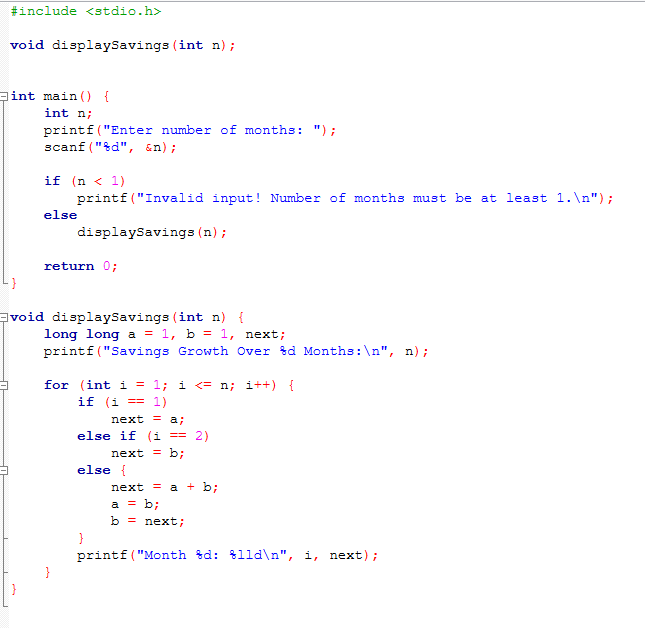 #include <stdio.h>
void displaySavings(int n);
int main() {
    int n;
    printf("Enter number of months: ");
    scanf("%d", &n);
    if (n < 1)
        printf("Invalid input! Number of months must be at least 1.\n");
    else
        displaySavings(n);
    return 0;
}
void displaySavings(int n) {
    long long a = 1, b = 1, next;
    printf("Savings Growth Over %d Months:\n", n);
    for (int i = 1; i <= n; i++) {
        if (i == 1)
            next = a;
        else if (i == 2)
            next = b;
        else {
            next = a + b;
            a = b;
            b = next;
        }
        printf("Month %d: %lld\n", i, next);
    }
}